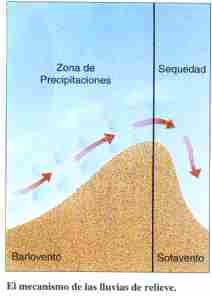 Zona de
Precipitaciones
Sequedad
Barlovento
Sotavento
El mecanismo de las lluvias de relieve.